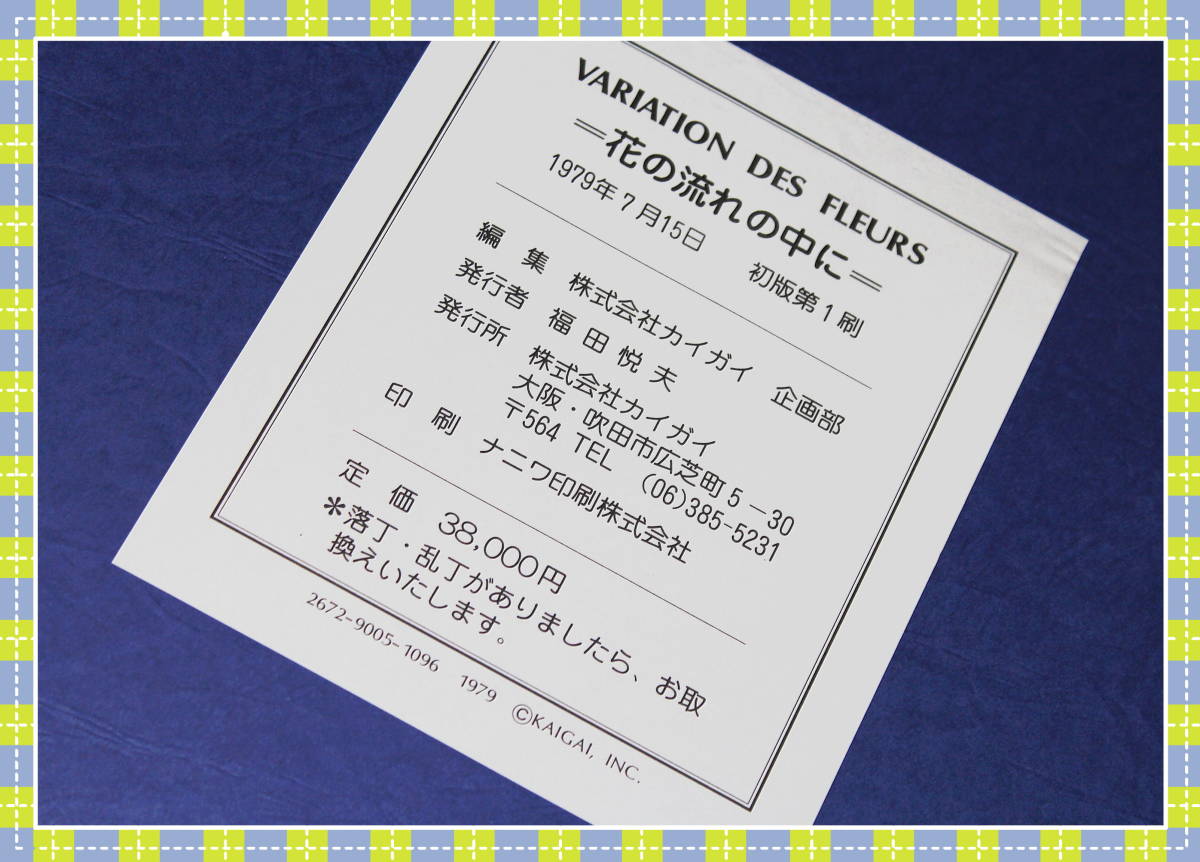 VARIATION DES FLEURS
=花の流れの中に=
1979年7月15日 初版第1刷
編 集 株式会社カイガイ 企画部
発行者 福田悦夫
発行所 株式会社カイガイ
大阪・吹田市広芝町5-30
〒564 TEL (06)385-5231
印 刷 ナニワ印刷株式会社
定 価 38,000円
*落丁・乱丁がありましたら、お取
換えいたします。
2672-9005-1096 1979 ©KAIGAI, INC.